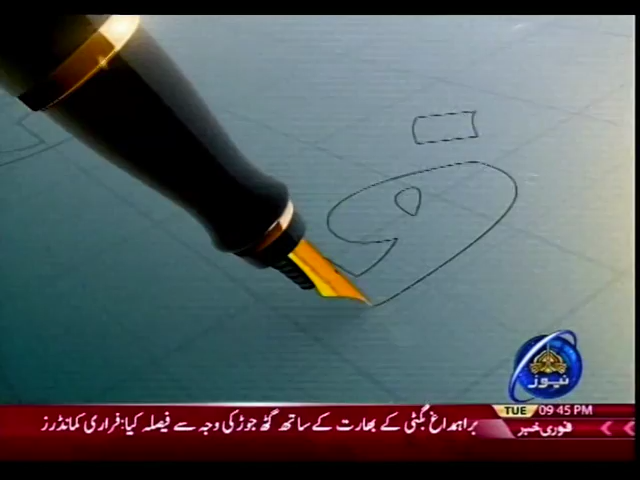 نیوز
TUE 09:45 PM
فوری خبر
براہمداغ بگٹی کے بھارت کے ساتھ گٹھ جوڑ کی وجہ سے فیصلہ کیا:فراری کمانڈرز